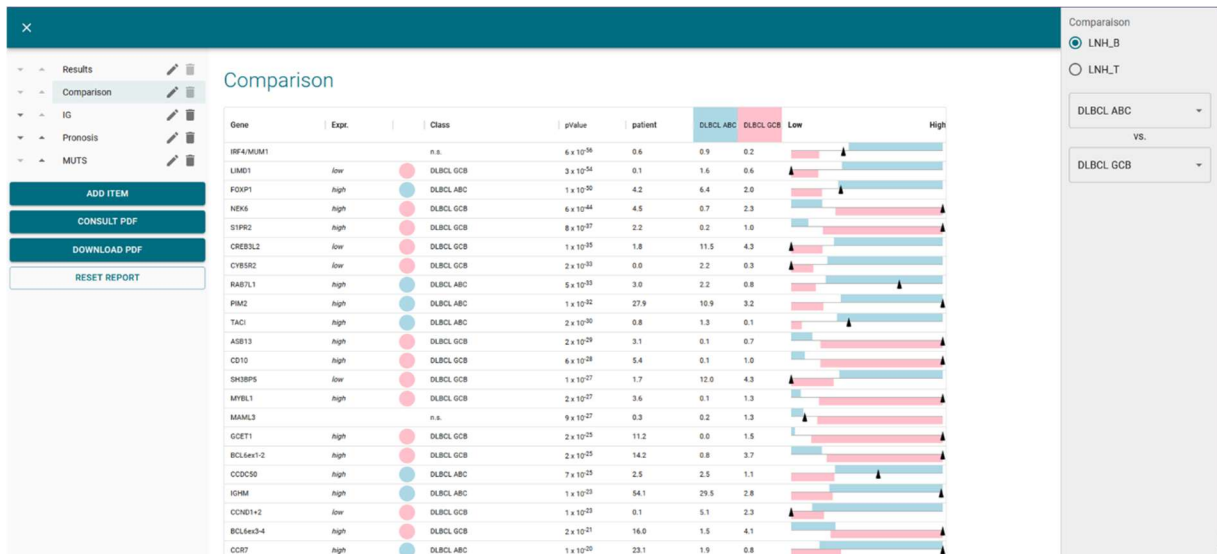 ×
Results
Comparison
IG
Pronosis
MUTS
ADD ITEM
CONSULT PDF
DOWNLOAD PDF
RESET REPORT
Comparison
Gene Expr. Class pValue patient DLBCL ABC DLBCL GCB Low High
IRF4/MUM1 n.s. 6 x 10-56 0.6 0.9 0.2
LIMD1 low DLBCL GCB 3 x 10-54 0.1 1.6 0.6
FOXP1 high DLBCL ABC 1 x 10-50 4.2 6.4 2.0
NEK6 high DLBCL GCB 6 x 10-44 4.5 0.7 2.3
S1PR2 high DLBCL GCB 8 x 10-37 2.2 0.2 1.0
CREB3L2 low DLBCL GCB 1 x 10-35 1.8 11.5 4.3
CYB5R2 low DLBCL GCB 2 x 10-33 0.0 2.2 0.3
RAB7L1 high DLBCL ABC 5 x 10-33 3.0 2.2 0.8
PIM2 high DLBCL ABC 1 x 10-32 27.9 10.9 3.2
TACI high DLBCL ABC 2 x 10-30 0.8 1.3 0.1
ASB13 high DLBCL GCB 2 x 10-29 3.1 0.1 0.7
CD10 high DLBCL GCB 6 x 10-28 5.4 0.1 1.0
SH3BP5 low DLBCL GCB 1 x 10-27 1.7 12.0 4.3
MYBL1 high DLBCL GCB 2 x 10-27 3.6 0.1 1.3
MAML3 n.s. 9 x 10-27 0.3 0.2 1.3
GCET1 high DLBCL GCB 2 x 10-25 11.2 0.0 1.5
BCL6ex1-2 high DLBCL GCB 2 x 10-25 14.2 0.8 3.7
CCDC50 high DLBCL ABC 7 x 10-25 2.5 2.5 1.1
IGHM high DLBCL ABC 1 x 10-23 54.1 29.5 2.8
CCND1+2 low DLBCL GCB 1 x 10-23 0.1 5.1 2.3
BCL6ex3-4 high DLBCL GCB 2 x 10-21 16.0 1.5 4.1
CCR7 high DLBCL ABC 1 x 10-20 23.1 1.9 0.8
Comparaison
LNH_B
LNH_T
DLBCL ABC
vs.
DLBCL GCB